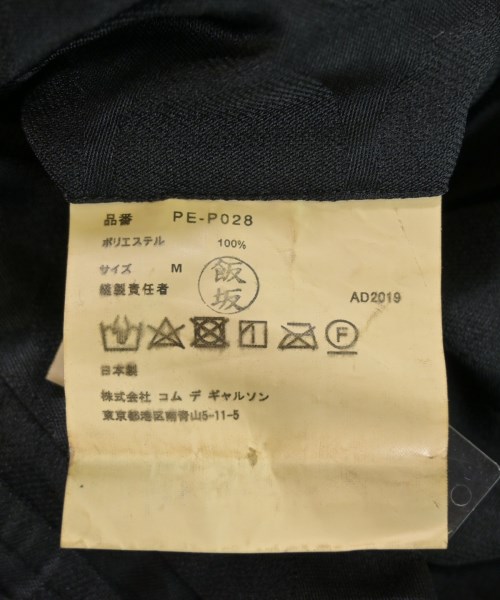 品番 PE-P028
ポリエステル 100%
サイズ M
縫製責任者 飯坂
AD2019
F
日本製
株式会社 コム デ ギャルソン
東京都港区南青山5-11-5